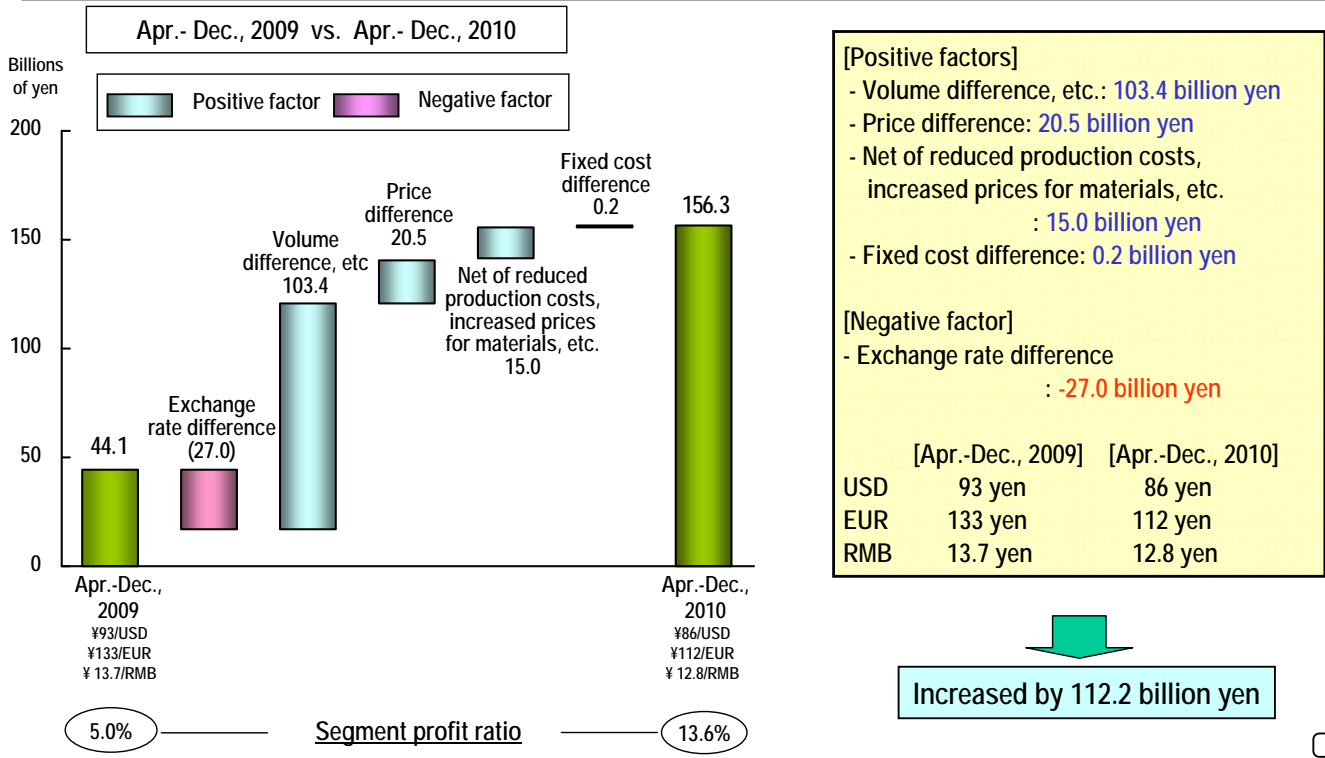 Apr.- Dec., 2009 vs. Apr.- Dec., 2010
Billions
of yen
Positive factor
Negative factor
200
150
100
50
0
44.1
Exchange
rate difference
(27.0)
Volume
difference, etc
103.4
Price
difference
20.5
Net of reduced
production costs,
increased prices
for materials, etc.
15.0
Fixed cost
difference
0.2
156.3
Apr.-Dec.,
2009
¥93/USD
¥133/EUR
¥ 13.7/RMB
Apr.-Dec.,
2010
¥86/USD
¥112/EUR
¥ 12.8/RMB
5.0%
Segment profit ratio
13.6%
[Positive factors]
- Volume difference, etc.: 103.4 billion yen
- Price difference: 20.5 billion yen
- Net of reduced production costs,
increased prices for materials, etc.
: 15.0 billion yen
- Fixed cost difference: 0.2 billion yen
[Negative factor]
- Exchange rate difference
: -27.0 billion yen
[Apr.-Dec., 2009] [Apr.-Dec., 2010]
USD 93 yen 86 yen
EUR 133 yen 112 yen
RMB 13.7 yen 12.8 yen
Increased by 112.2 billion yen